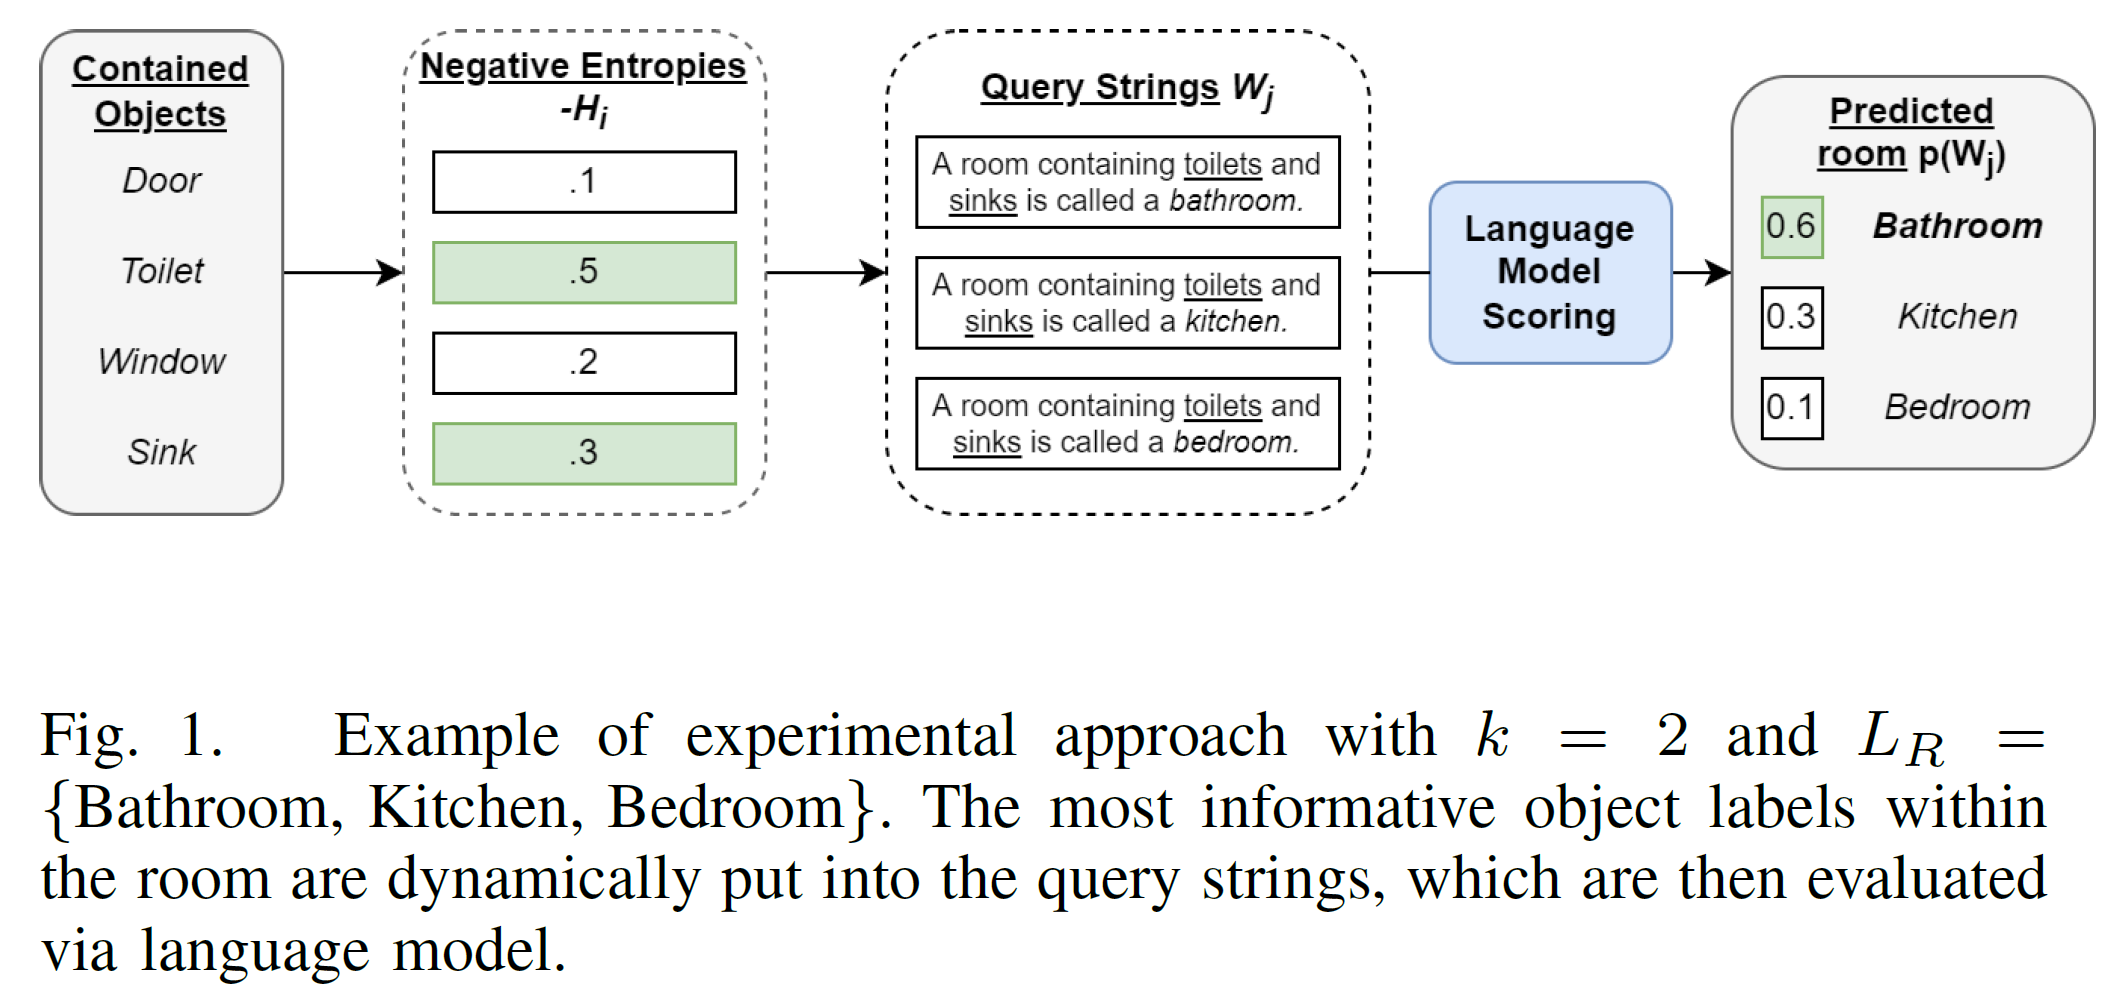 Contained
Objects
Door
Toilet
Window
Sink
Negative Entropies
-Hi
.1
.5
.2
.3
Query Strings Wj
A room containing toilets and
sinks is called a bathroom.
A room containing toilets and
sinks is called a kitchen.
A room containing toilets and
sinks is called a bedroom.
Language
Model
Scoring
Predicted
room p(Wj)
0.6 Bathroom
0.3 Kitchen
0.1 Bedroom
Fig. 1. Example of experimental approach with k = 2 and LR =
{Bathroom, Kitchen, Bedroom}. The most informative object labels within
the room are dynamically put into the query strings, which are then evaluated
via language model.